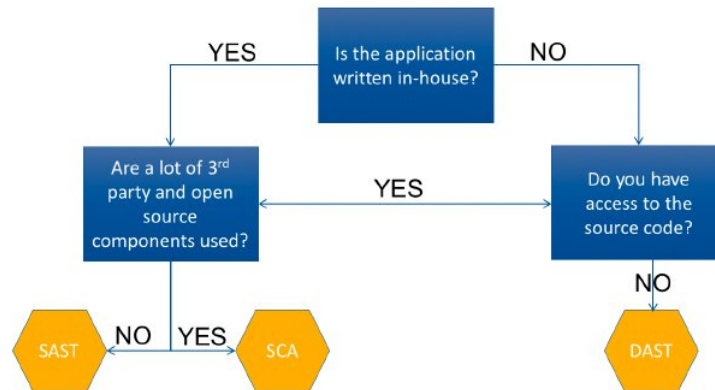 YES
Is the application
written in-house?
NO
Are a lot of 3rd
party and open
source
components used?
YES
Do you have
access to the
source code?
NO
NO
YES
SAST
SCA
DAST